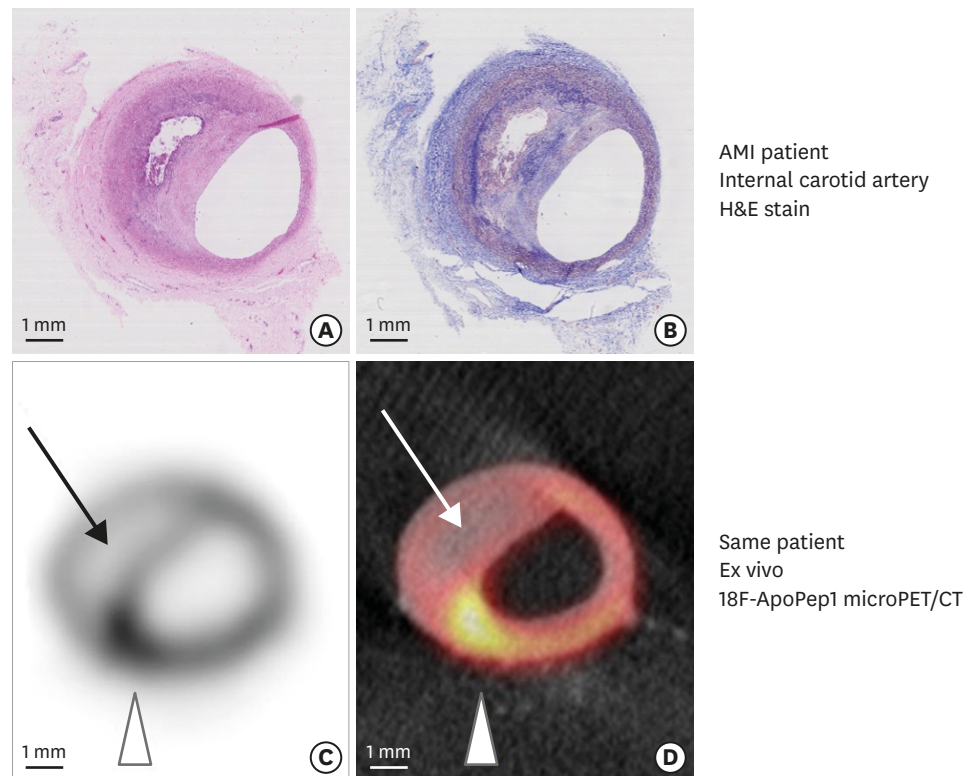 1 mm
A
1 mm
B
AMI patient
Internal carotid artery
H&E stain
1 mm
C
1 mm
D
Same patient
Ex vivo
18F-ApoPep1 microPET/CT